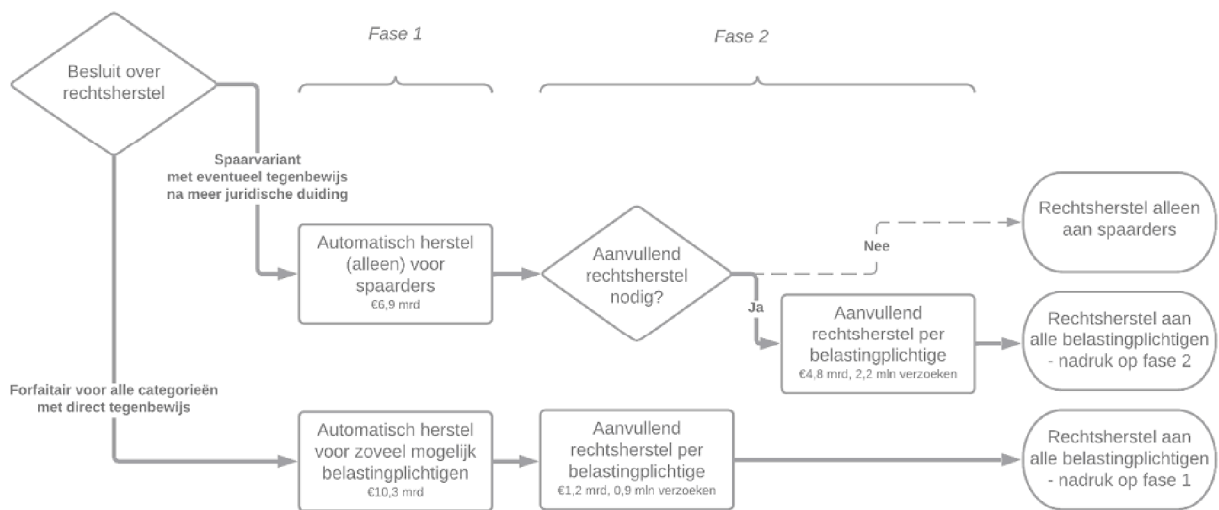 Fase 1
Fase 2
Besluit over
rechtsherstel
Spaarvariant
met eventueel tegenbewijs
na meer juridische duiding
Automatisch herstel
(alleen) voor
spaarders
€6,9 mrd
Aanvullend
rechtsherstel
nodig?
Nee
Rechtsherstel alleen
aan spaarders
Ja
Aanvullend
rechtsherstel per
belastingplichtige
€4,8 mrd, 2,2 mln verzoeken
Rechtsherstel aan
alle belastingplichtigen
- nadruk op fase 2
Forfaitair voor alle categorieën
met direct tegenbewijs
Automatisch herstel
voor zoveel mogelijk
belastingplichtigen
€10,3 mrd
Aanvullend
rechtsherstel per
belastingplichtige
€1,2 mrd, 0,9 mln verzoeken
Rechtsherstel aan
alle belastingplichtigen
- nadruk op fase 1